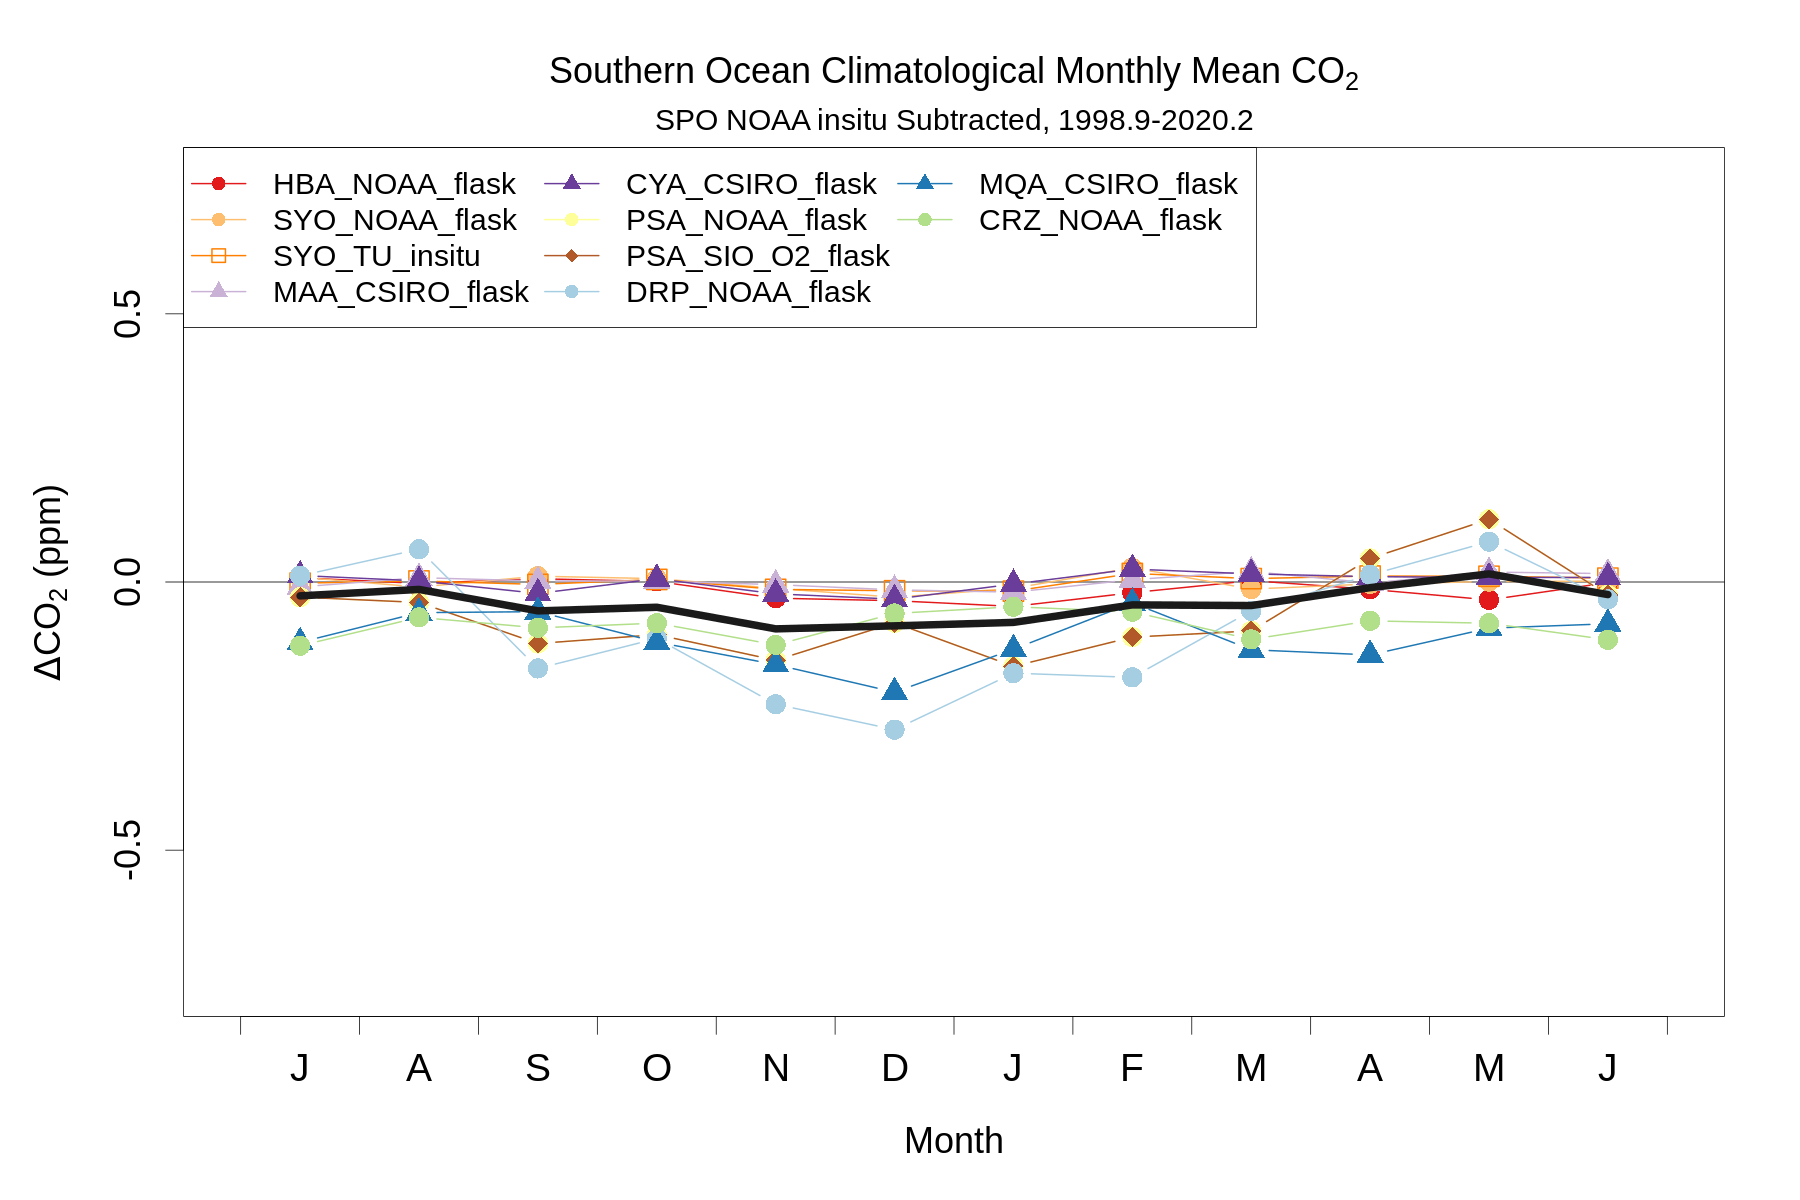 Southern Ocean Climatological Monthly Mean CO₂
SPO NOAA insitu Subtracted, 1998.9-2020.2
HBA_NOAA_flask
SYO_NOAA_flask
SYO_TU_insitu
MAA_CSIRO_flask
CYA_CSIRO_flask
PSA_NOAA_flask
PSA_SIO_O2_flask
DRP_NOAA_flask
MQA_CSIRO_flask
CRZ_NOAA_flask
0.5
0.0
-0.5
ΔCO₂ (ppm)
J A S O N D J F M A M J
Month